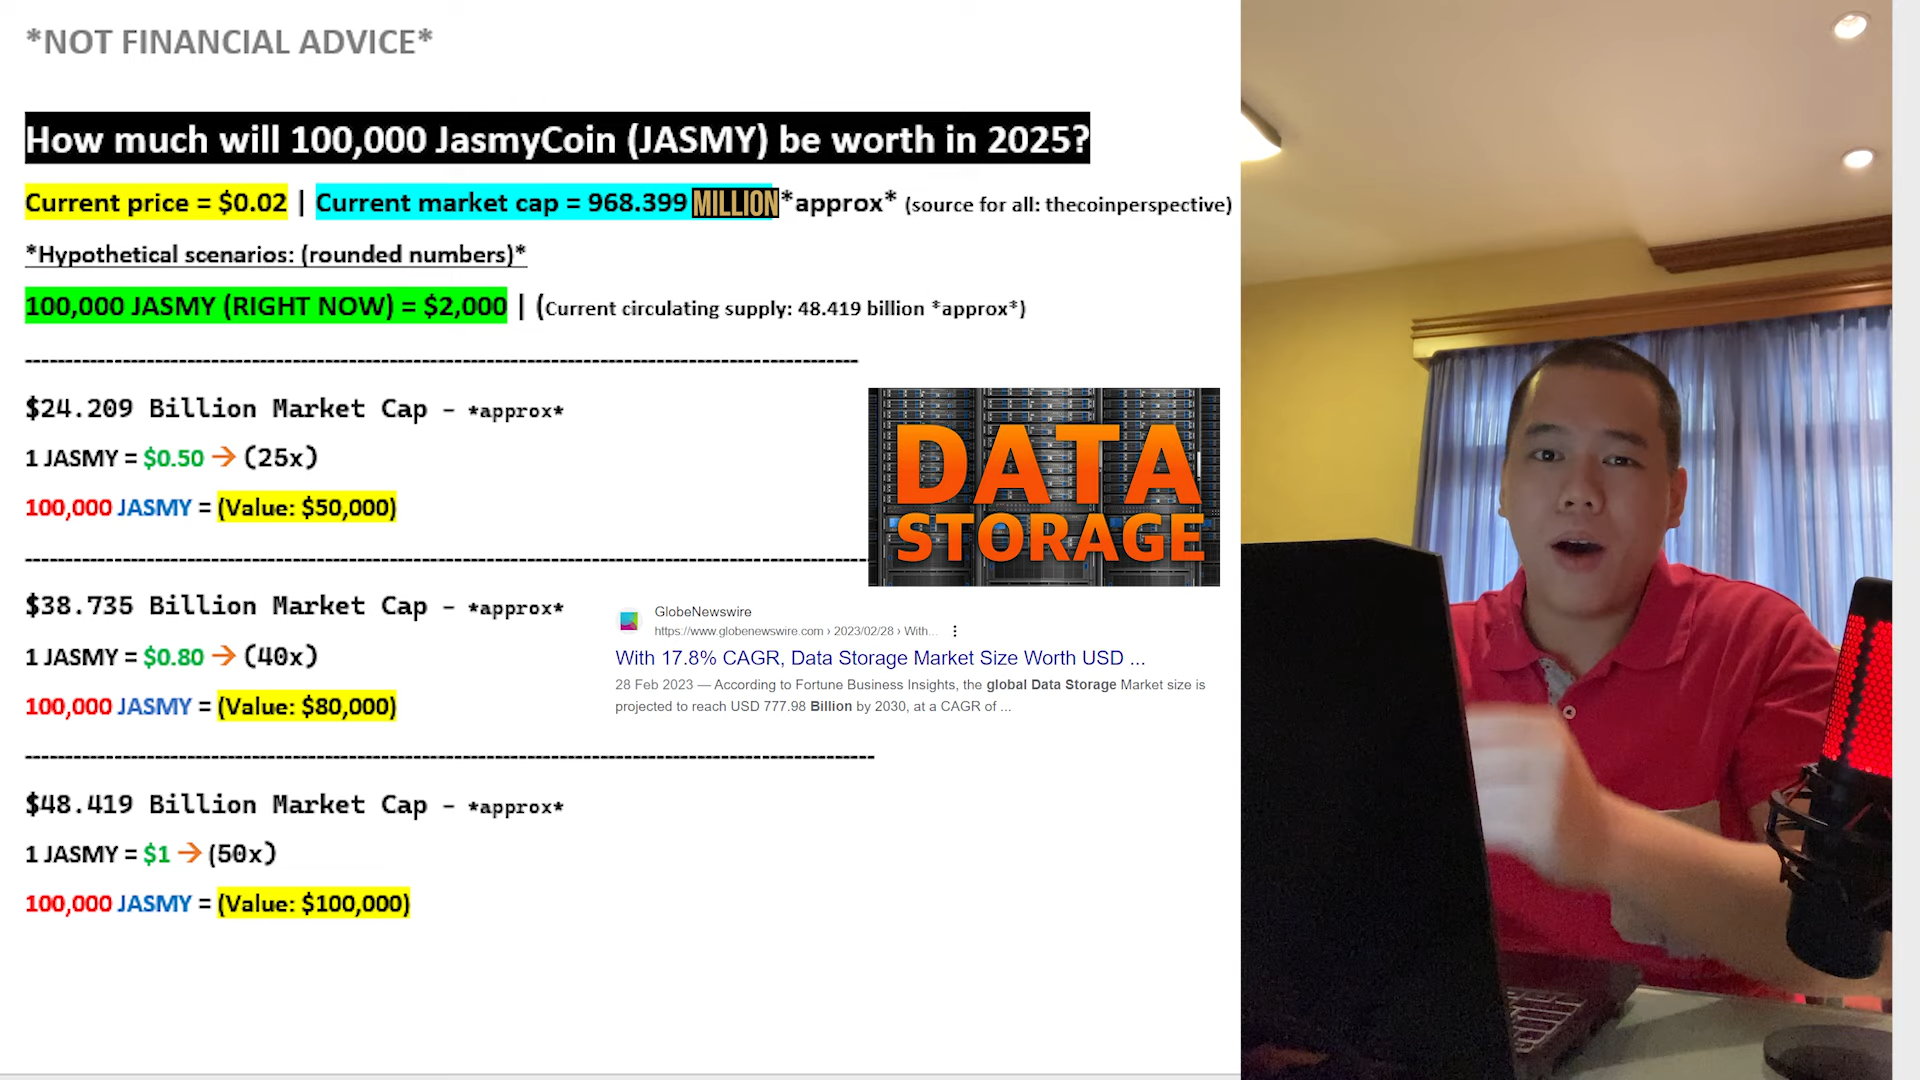 *NOT FINANCIAL ADVICE*
How much will 100,000 JasmyCoin (JASMY) be worth in 2025?
Current price = $0.02 | Current market cap = 968.399 MILLION *approx* (source for all: thecoinperspective)
*Hypothetical scenarios: (rounded numbers)*
100,000 JASMY (RIGHT NOW) = $2,000 | (Current circulating supply: 48.419 billion *approx*)
$24.209 Billion Market Cap - *approx*
1 JASMY = $0.50 → (25x)
100,000 JASMY = (Value: $50,000)
DATA
STORAGE
$38.735 Billion Market Cap - *approx*
1 JASMY = $0.80 → (40x)
100,000 JASMY = (Value: $80,000)
GlobeNewswire
https://www.globenewswire.com › 2023/02/28 › With...
With 17.8% CAGR, Data Storage Market Size Worth USD ...
28 Feb 2023 — According to Fortune Business Insights, the global Data Storage Market size is
projected to reach USD 777.98 Billion by 2030, at a CAGR of ...
$48.419 Billion Market Cap - *approx*
1 JASMY = $1 → (50x)
100,000 JASMY = (Value: $100,000)